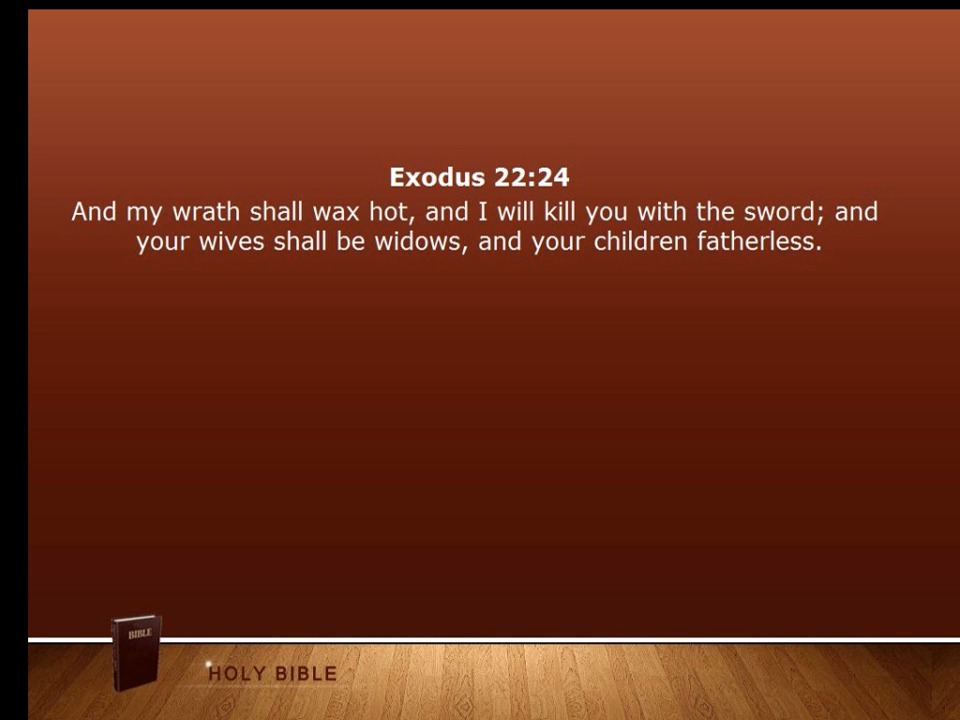 Exodus 22:24
And my wrath shall wax hot, and I will kill you with the sword; and
your wives shall be widows, and your children fatherless.
BIBLE
HOLY BIBLE